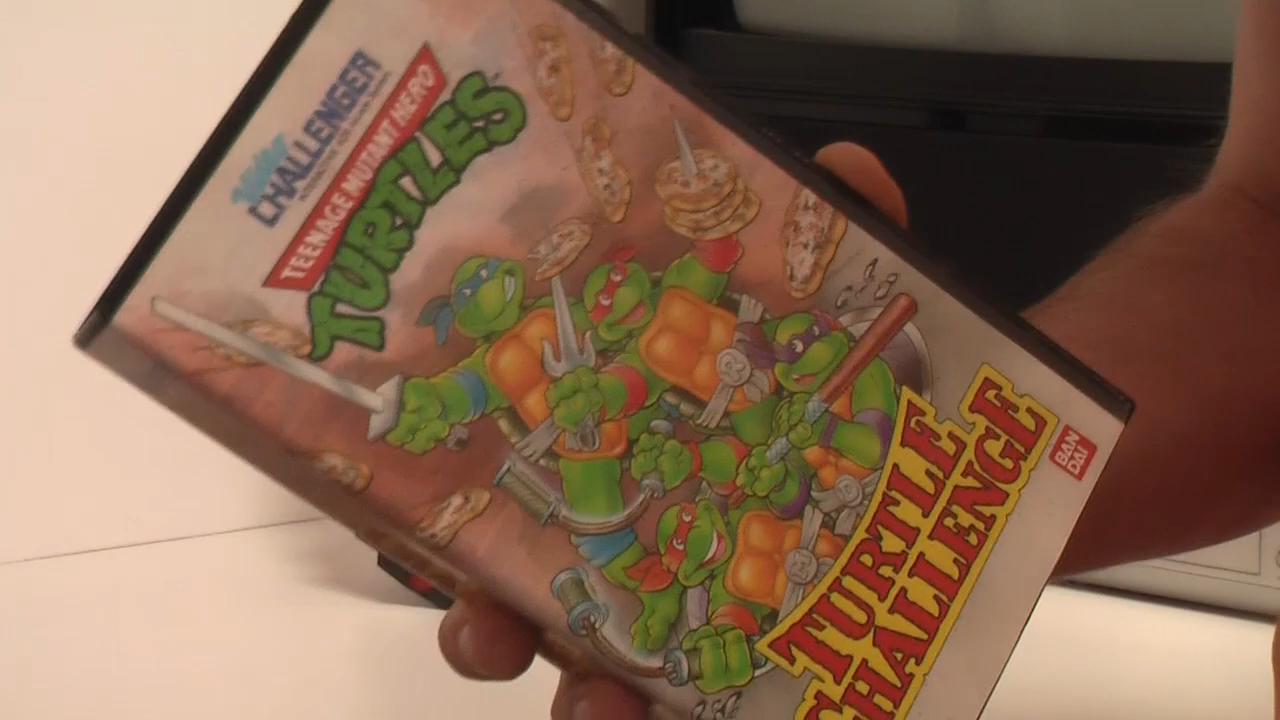 CHALLENGER
TEENAGE MUTANT HERO
TURTLES
R
D
M
TURTLE
CHALLENGE
BAN
DAI